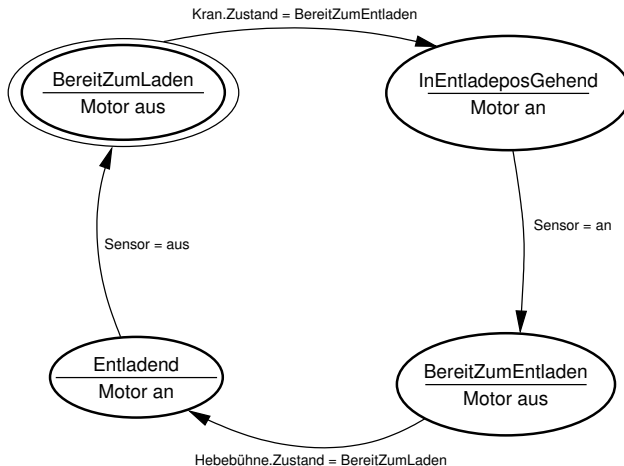 Kran.Zustand = BereitZumEntladen
BereitZumLaden
Motor aus
InEntladeposGehend
Motor an
Sensor = aus
Sensor = an
Entladend
Motor an
BereitZumEntladen
Motor aus
Hebebühne.Zustand = BereitZumLaden